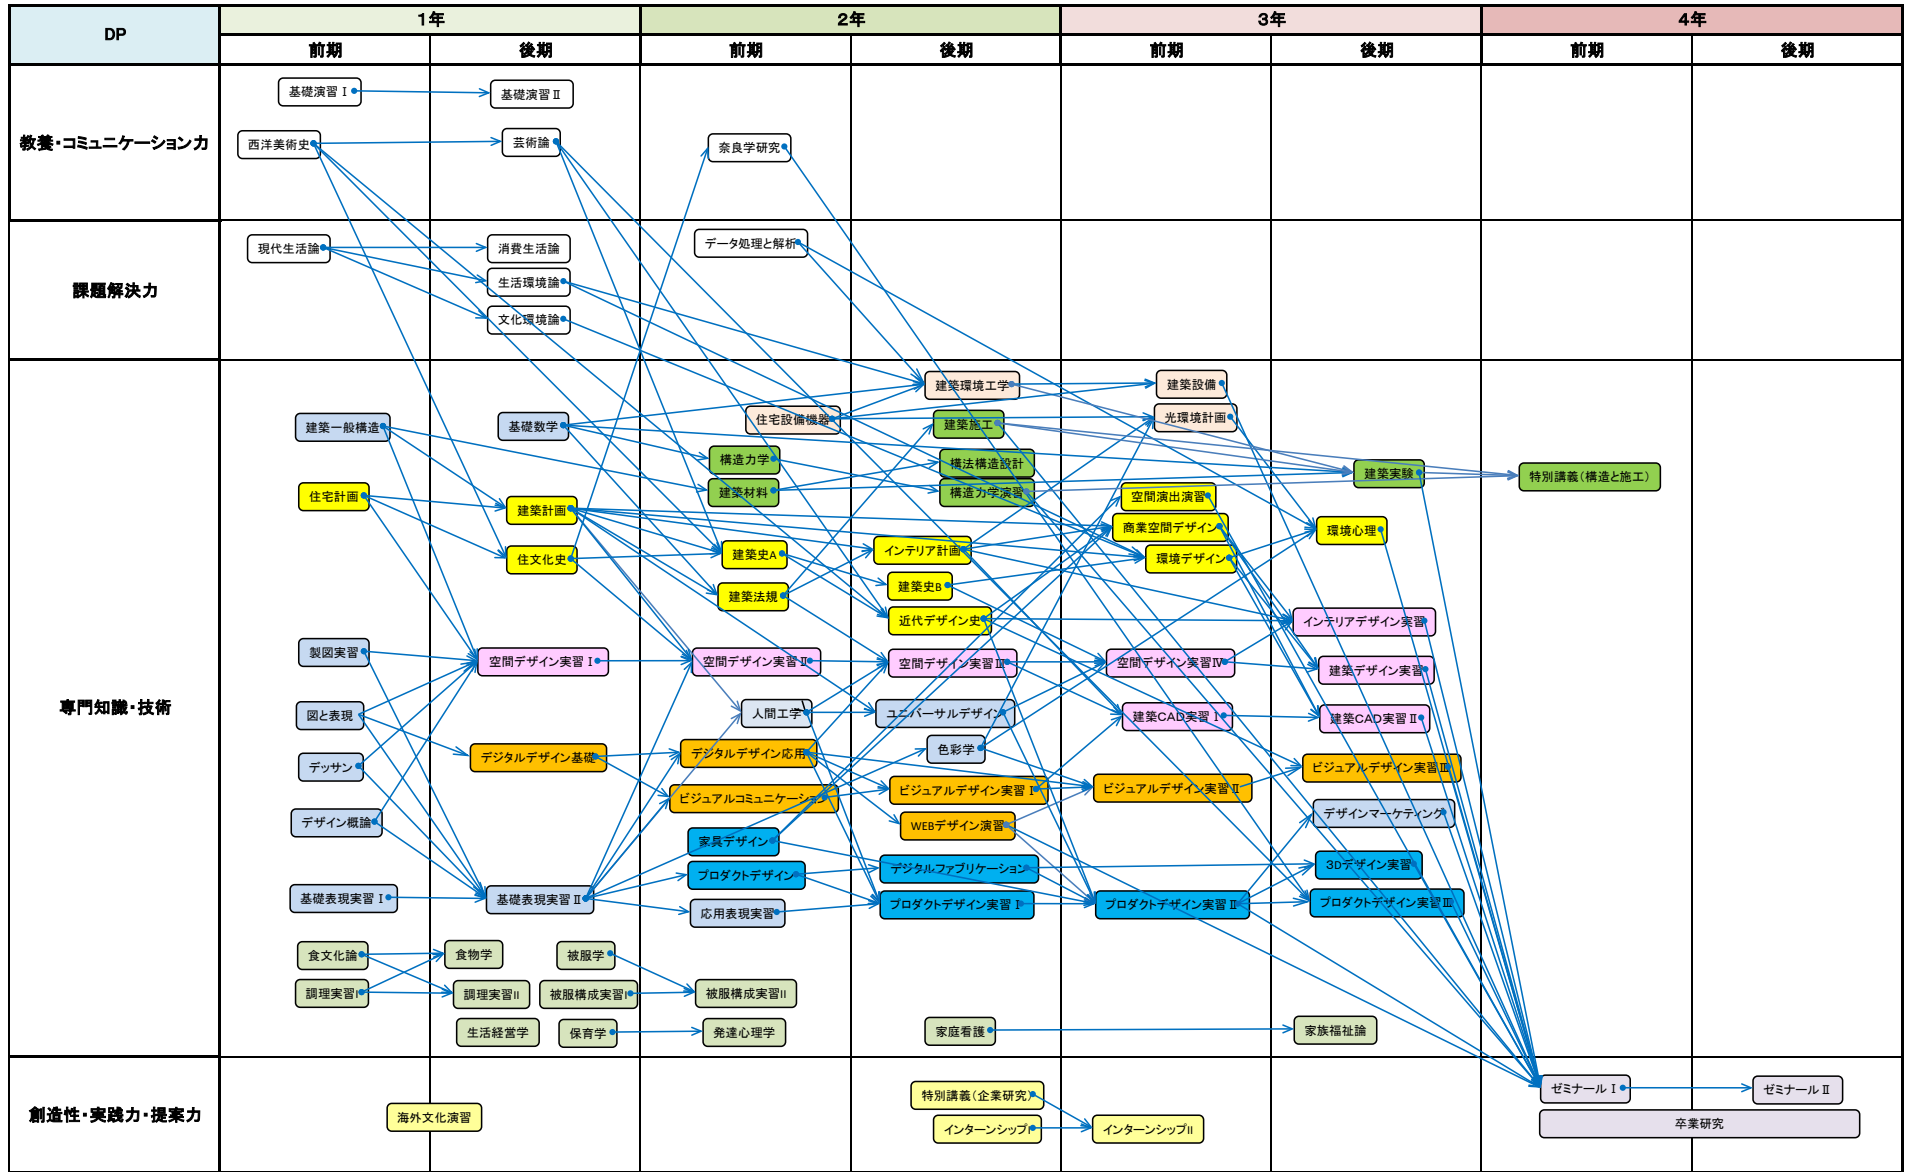 DP
1年
2年
3年
4年
前期
後期
前期
後期
前期
後期
前期
後期
教養・コミュニケーション力
基礎演習Ⅰ
基礎演習Ⅱ
西洋美術史
芸術論
奈良学研究
課題解決力
現代生活論
消費生活論
データ処理と解析
生活環境論
文化環境論
専門知識・技術
建築環境工学
建築設備
住宅設備機器
光環境計画
建築一般構造
基礎数学
建築施工
構造力学
構法構造設計
建築実験
特別講義(構造と施工)
住宅計画
建築材料
構造力学演習
空間演出演習
建築計画
商業空間デザイン
環境心理
住文化史
建築史A
インテリア計画
環境デザイン
建築法規
建築史B
近代デザイン史
インテリアデザイン実習
製図実習
空間デザイン実習Ⅰ
空間デザイン実習Ⅱ
空間デザイン実習Ⅲ
空間デザイン実習Ⅳ
建築デザイン実習
図と表現
人間工学
ユニバーサルデザイン
建築CAD実習Ⅰ
建築CAD実習Ⅱ
デッサン
デジタルデザイン基礎
デジタルデザイン応用
色彩学
ビジュアルデザイン実習Ⅲ
ビジュアルコミュニケーション
ビジュアルデザイン実習Ⅰ
ビジュアルデザイン実習Ⅱ
デザイン概論
WEBデザイン演習
デザインマーケティング
家具デザイン
プロダクトデザイン
デジタルファブリケーション
3Dデザイン実習
基礎表現実習Ⅰ
基礎表現実習Ⅱ
応用表現実習
プロダクトデザイン実習Ⅰ
プロダクトデザイン実習Ⅱ
プロダクトデザイン実習Ⅲ
食文化論
食物学
被服学
調理実習I
調理実習II
被服構成実習I
被服構成実習II
生活経営学
保育学
発達心理学
家庭看護
家族福祉論
創造性・実践力・提案力
海外文化演習
特別講義(企業研究)
インターンシップI
インターンシップII
ゼミナールⅠ
ゼミナールⅡ
卒業研究